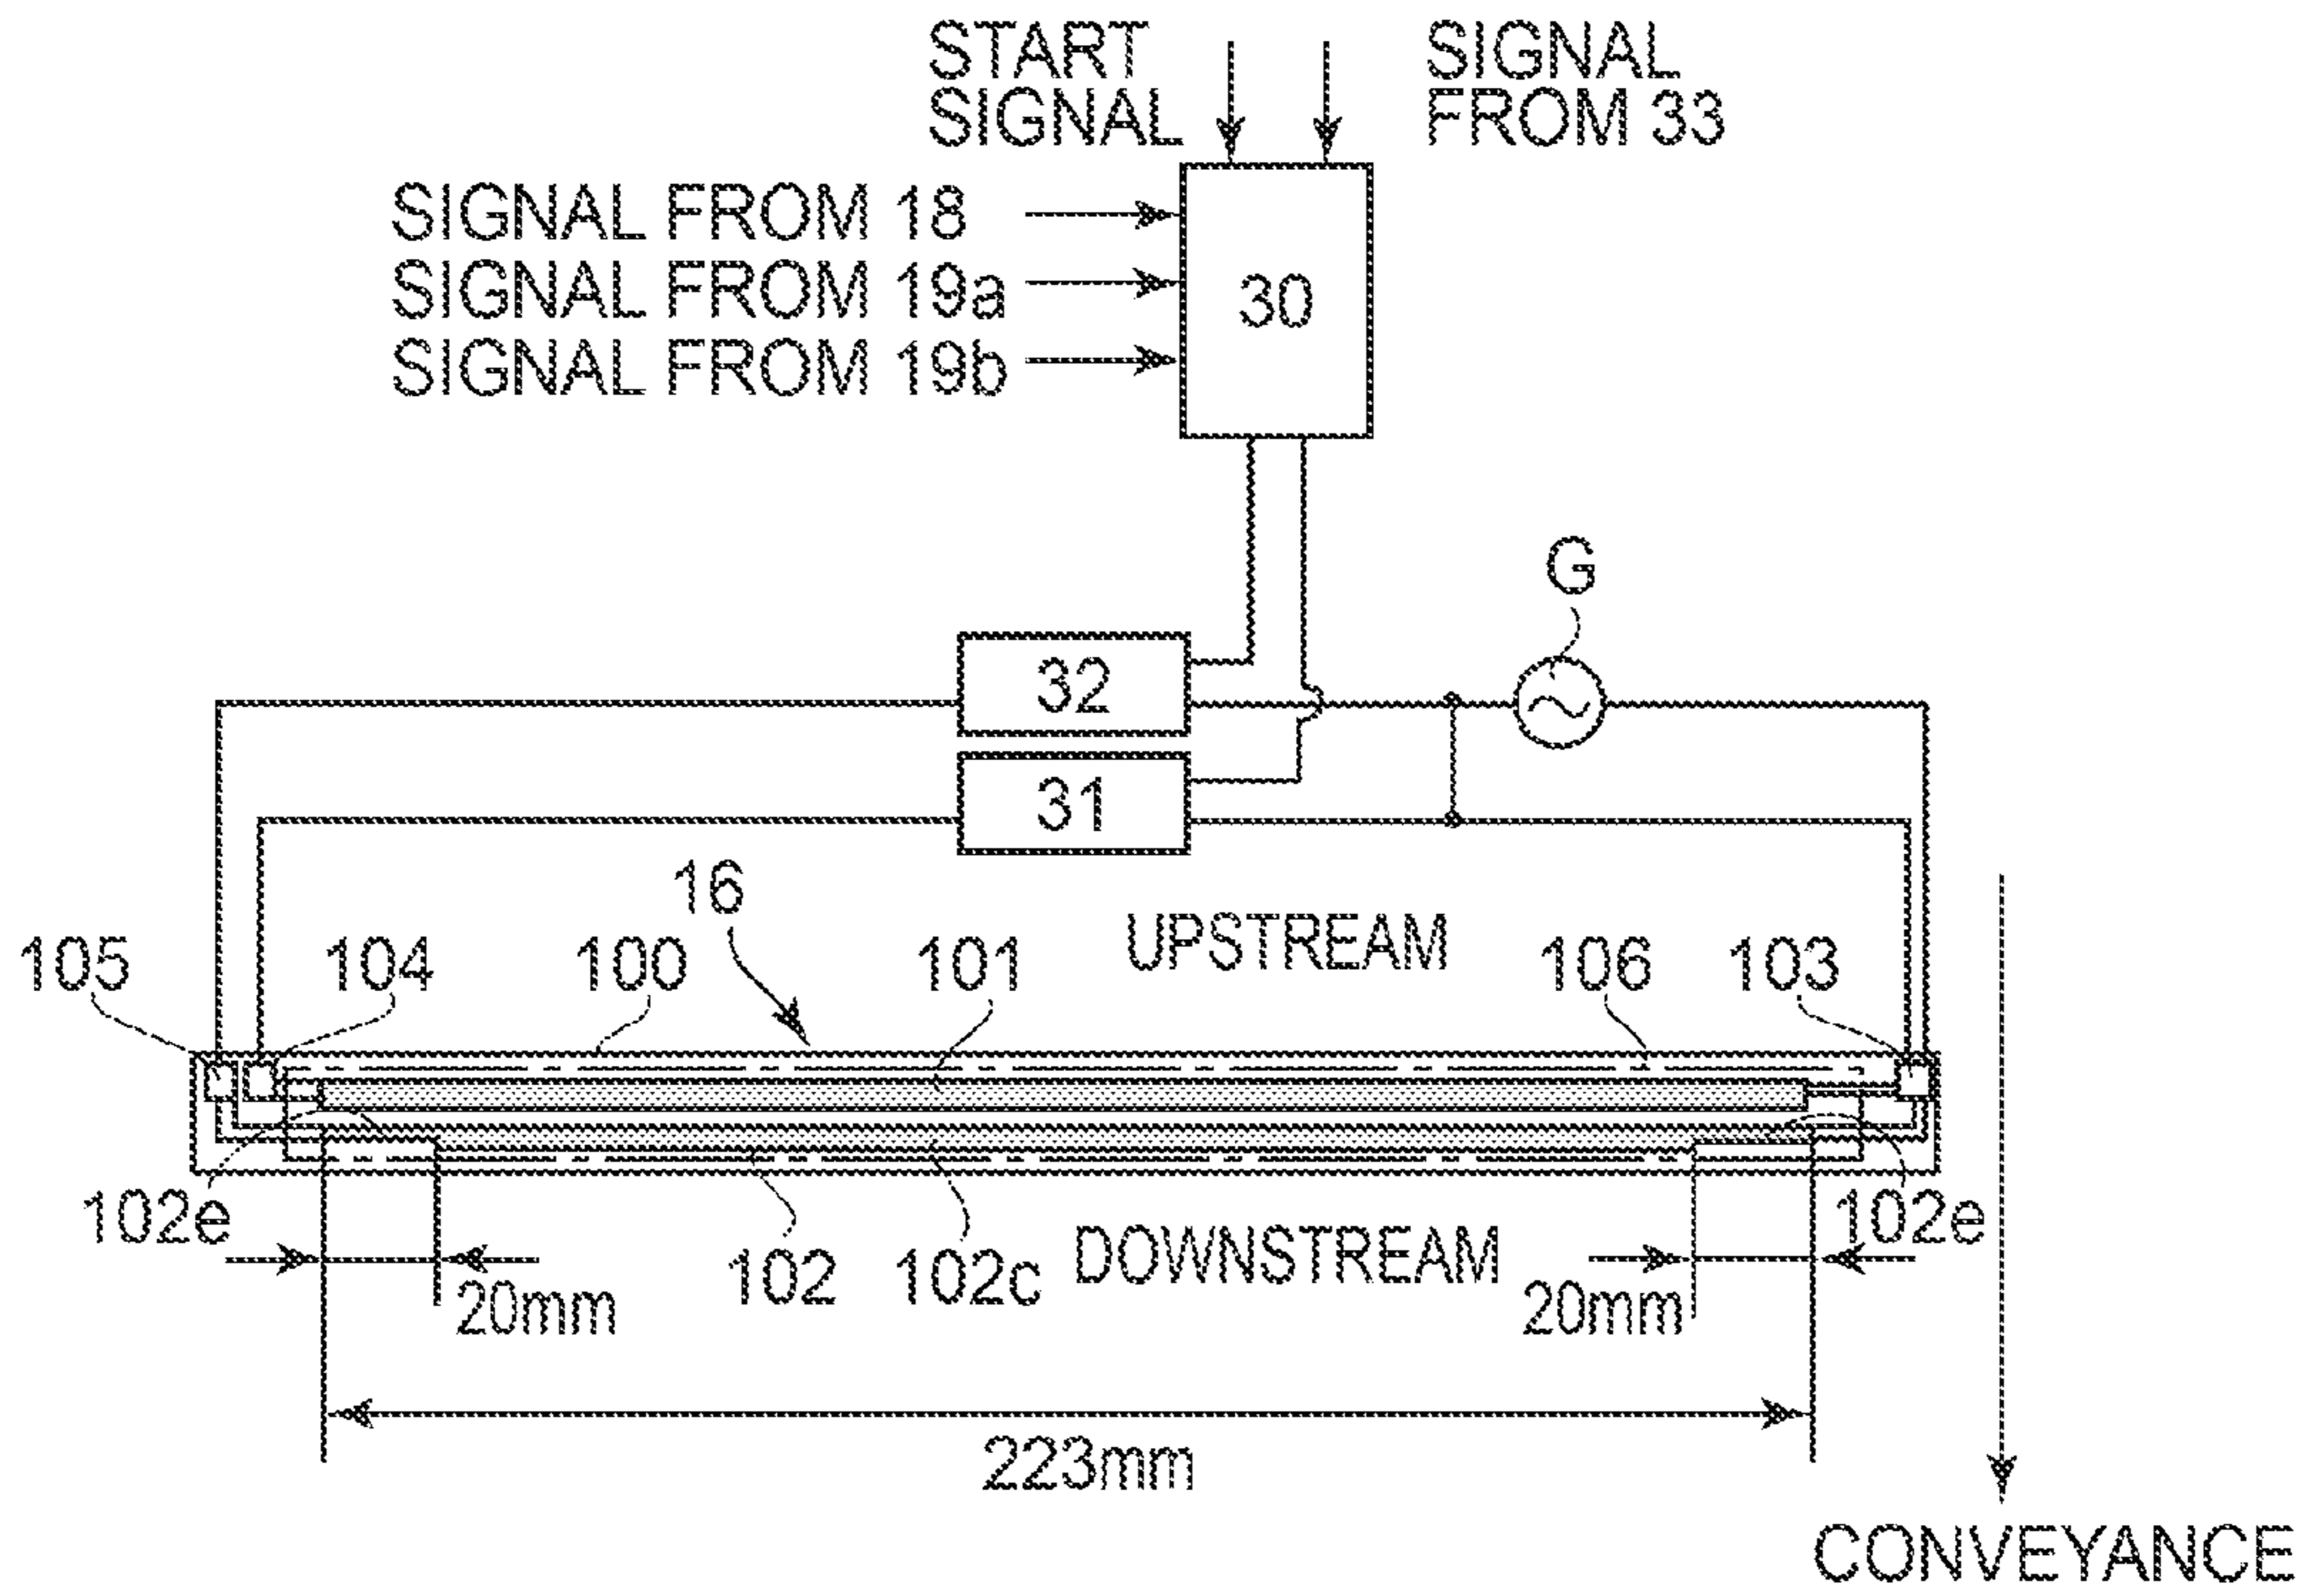 START
SIGNAL
SIGNAL
FROM 33
SIGNAL FROM 18
SIGNAL FROM 19a
SIGNAL FROM 19b
30
G
32
31
16
UPSTREAM
105
104
100
101
106
103
102e
102
102c
DOWNSTREAM
102e
20mm
20mm
223mm
CONVEYANCE